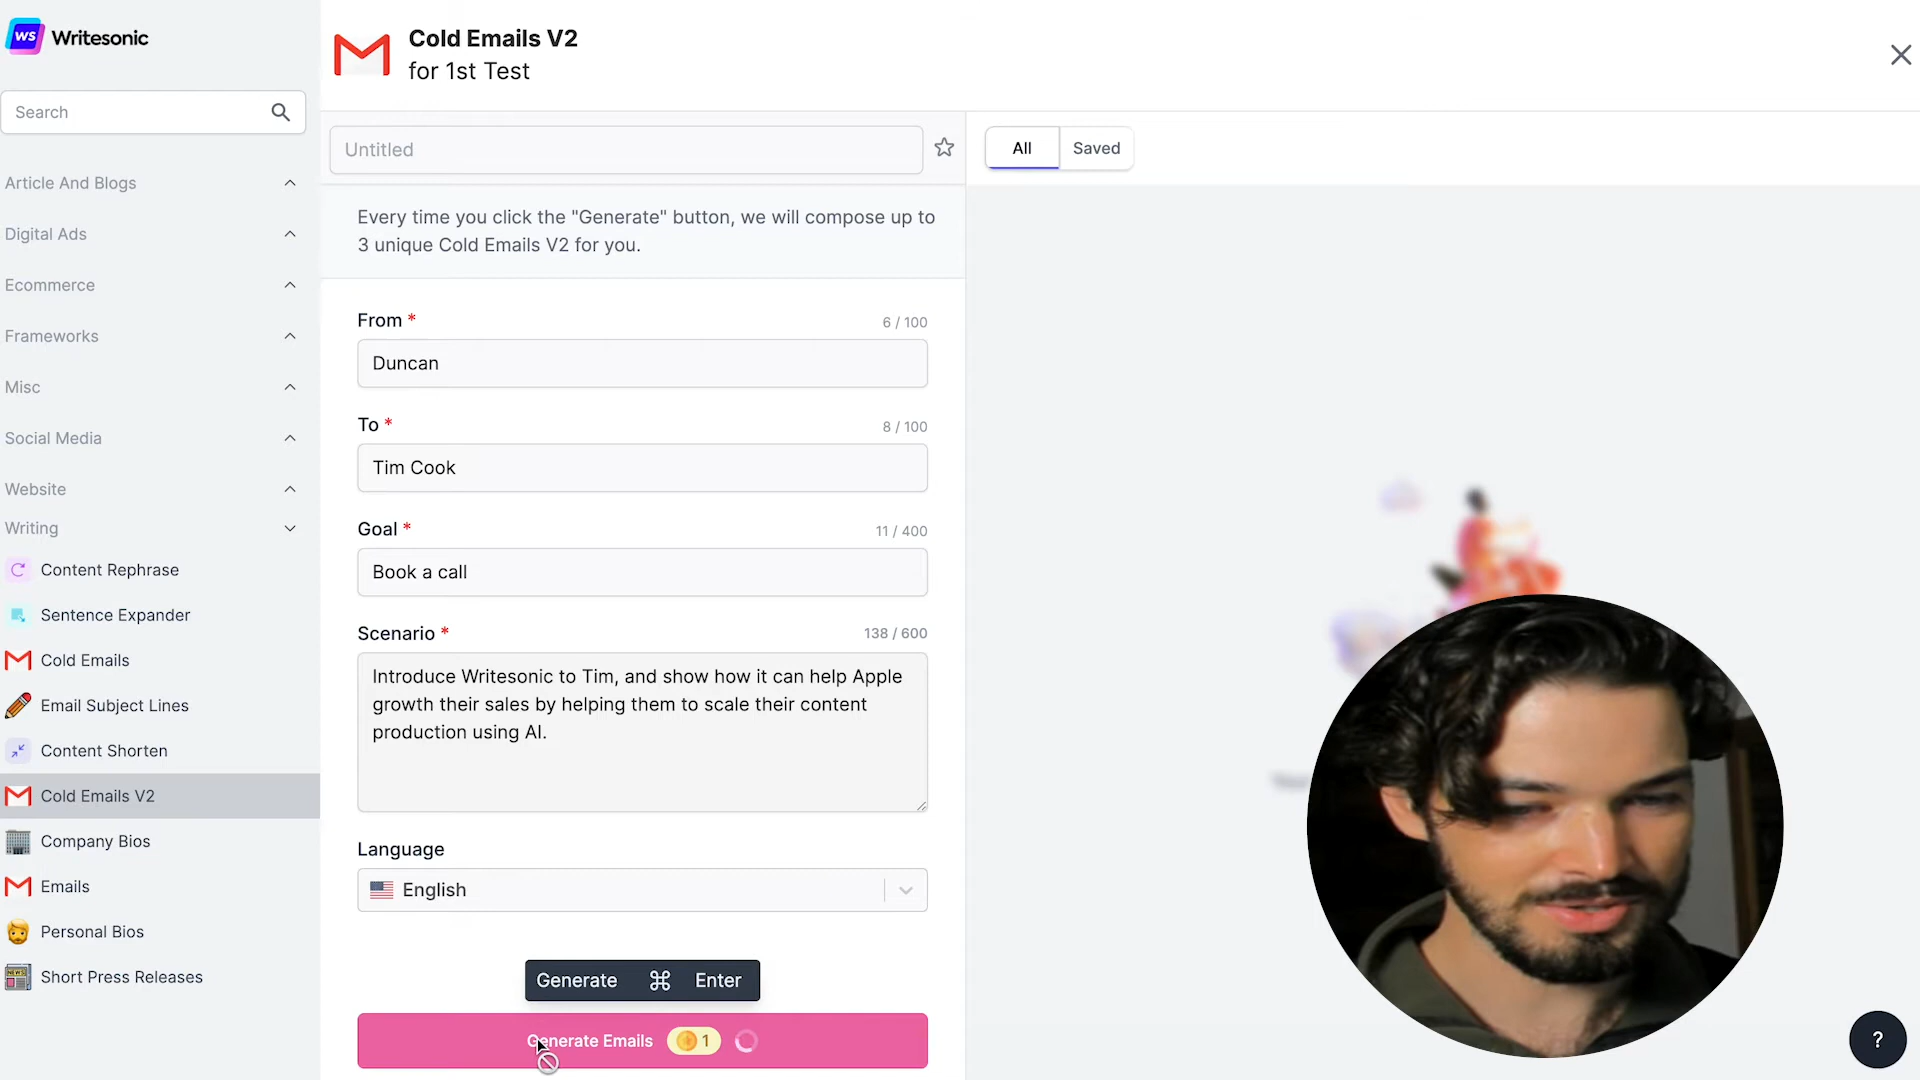 ws Writesonic
Search
Article And Blogs
Digital Ads
Ecommerce
Frameworks
Misc
Social Media
Website
Writing
Content Rephrase
Sentence Expander
Cold Emails
Email Subject Lines
Content Shorten
Cold Emails V2
Company Bios
Emails
Personal Bios
NEWS
Short Press Releases
Cold Emails V2
for 1st Test
Untitled
Every time you click the "Generate" button, we will compose up to
3 unique Cold Emails V2 for you.
From * 6 / 100
Duncan
To * 8 / 100
Tim Cook
Goal * 11 / 400
Book a call
Scenario * 138 / 600
Introduce Writesonic to Tim, and show how it can help Apple
growth their sales by helping them to scale their content
production using AI.
Language
English
Generate ⌘ Enter
Generate Emails 1
All Saved
?